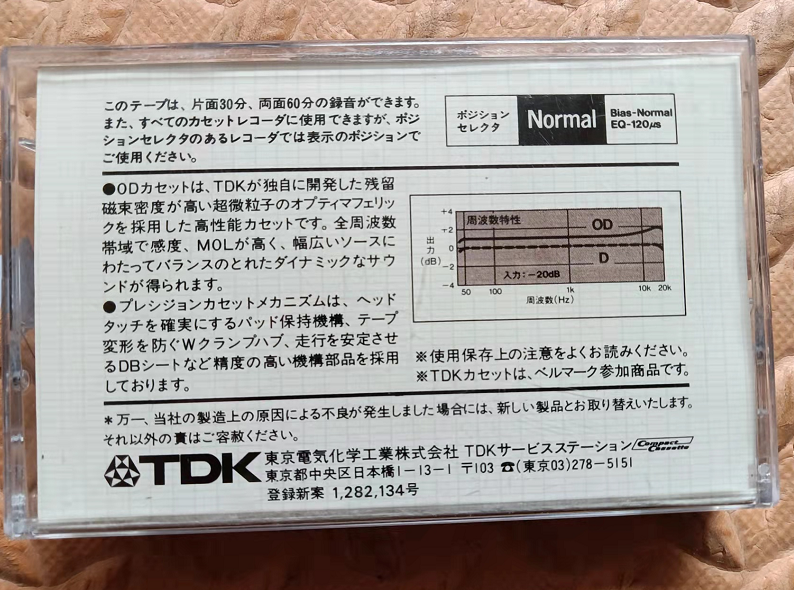 このテープは、片面30分、両面60分の録音ができます。
また、すべてのカセットレコーダに使用できますが、ポジ
ションセレクタのあるレコーダでは表示のポジションで
ご使用ください。
ポジション
セレクタ
Normal
Bias-Normal
EQ-120μs
●ODカセットは、TDKが独自に開発した残留
磁束密度が高い超微粒子のオプティマフェリッ
クを採用した高性能カセットです。全周波数
帯域で感度、MOLが高く、幅広いソースに
わたってバランスのとれたダイナミックなサウ
ンドが得られます。
●プレシジョンカセットメカニズムは、ヘッド
タッチを確実にするパッド保持機構、テープ
変形を防ぐWクランプハブ、走行を安定させ
るDBシートなど精度の高い機構部品を採用
しております。
周波数特性
OD
D
入力:−20dB
出力(dB)
+4
+2
0
−2
−4
50 100 1k 10k 20k
周波数(Hz)
※使用保存上の注意をよくお読みください。
※TDKカセットは、ベルマーク参加商品です。
*万一、当社の製造上の原因による不良が発生しました場合には、新しい製品とお取り替えいたします。
それ以外の責はご容赦ください。
TDK
東京電気化学工業株式会社 TDKサービスステーション
Compact Cassette
東京都中央区日本橋1−13−1 〒103 ☎(東京03)278−5151
登録新案 1,282,134号